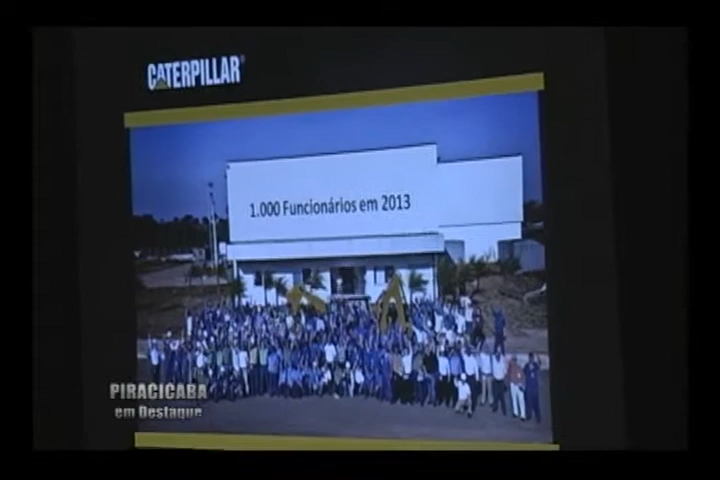 CATERPILLAR®
1.000 Funcionários em 2013
PIRACICABA
em Destaque